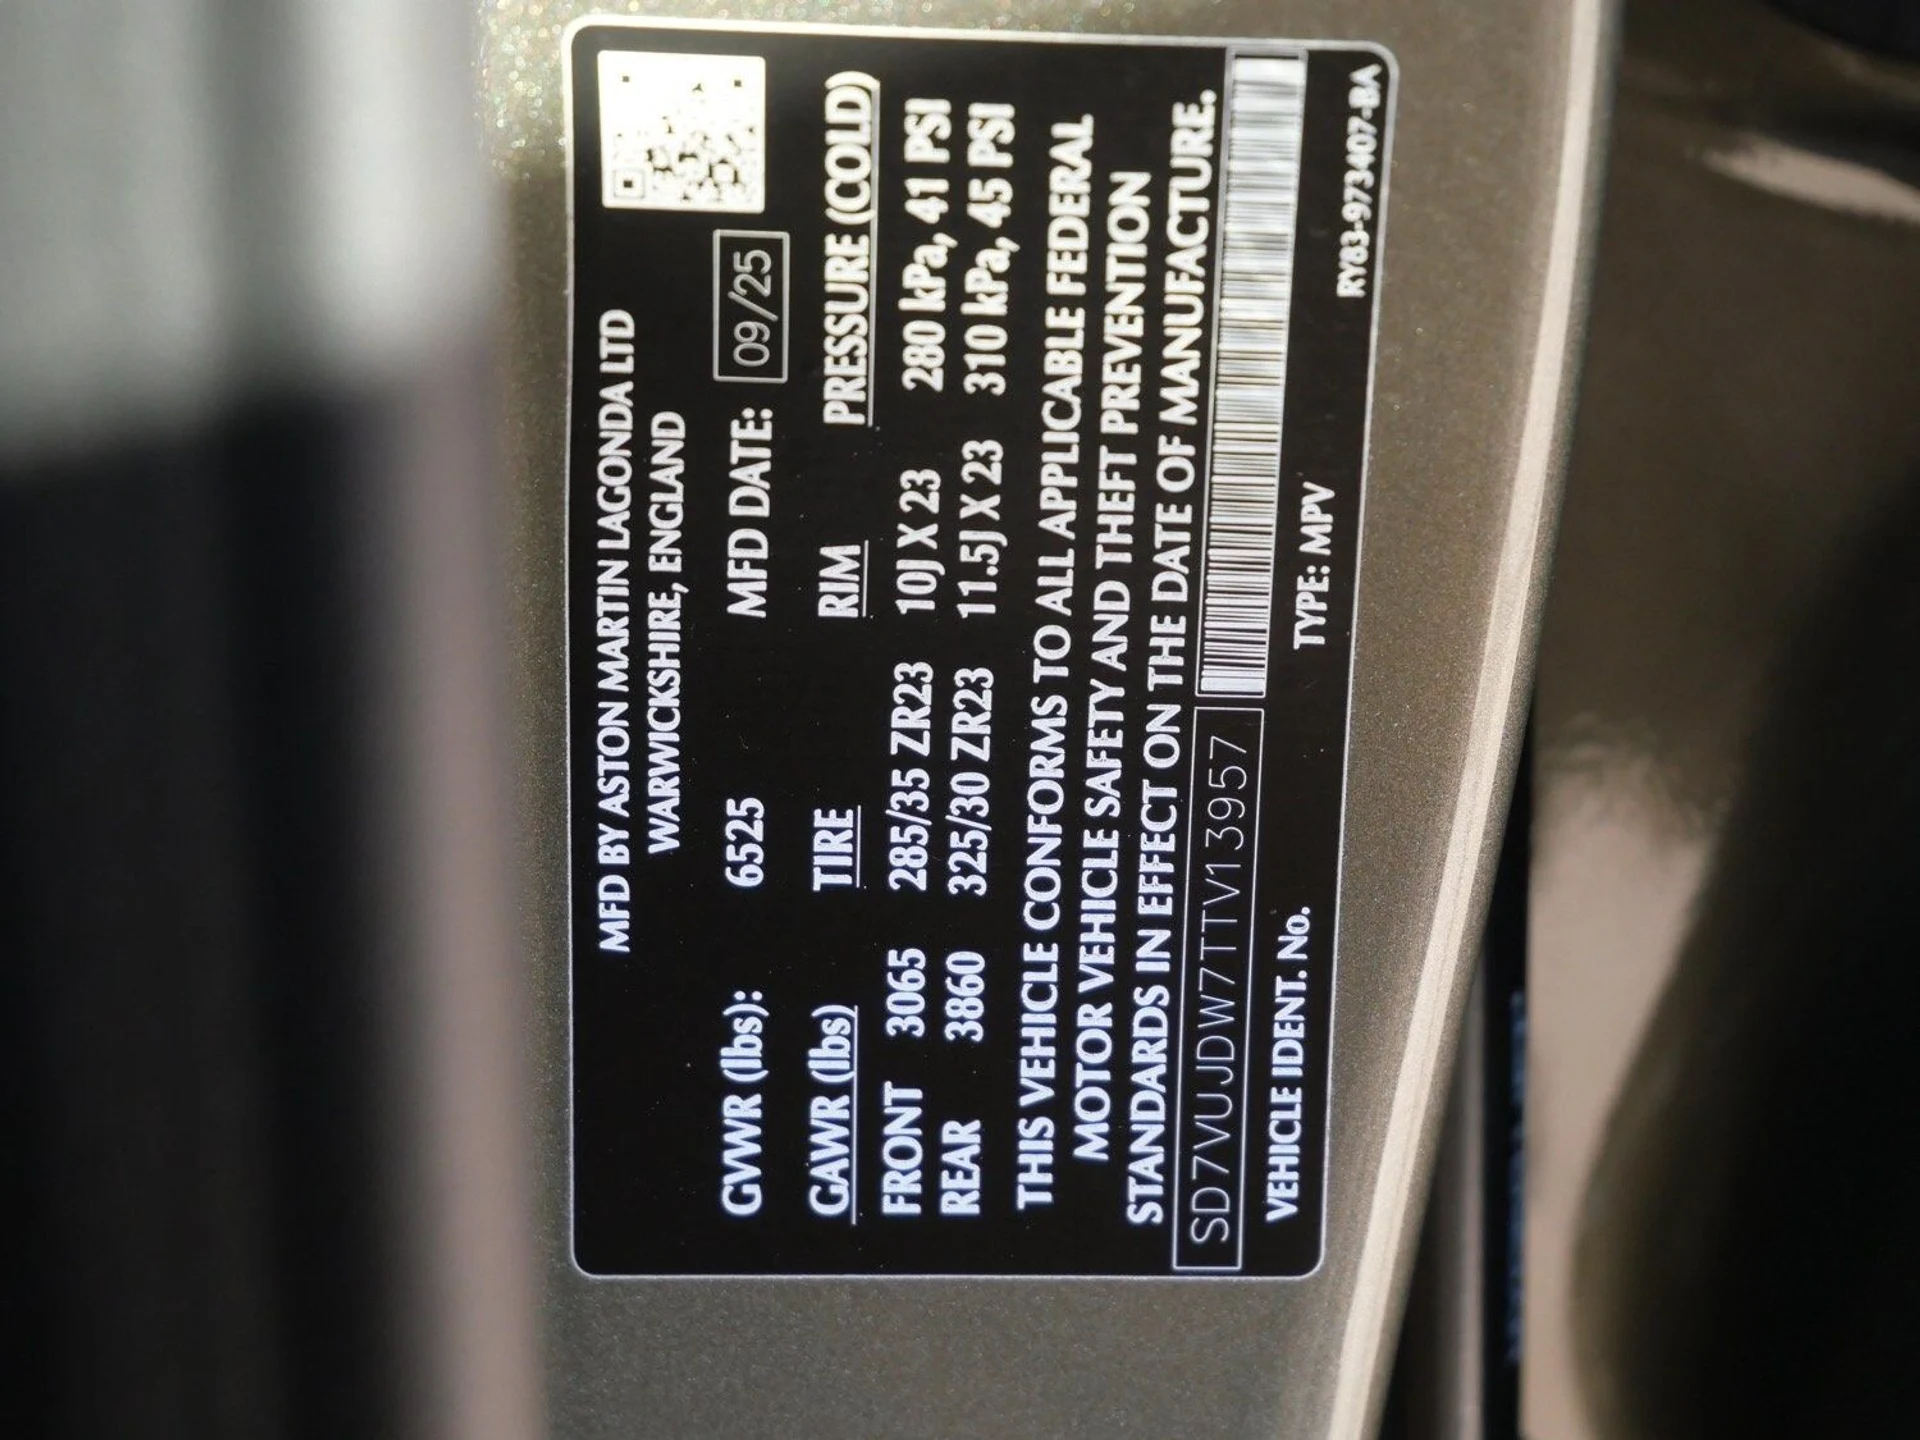 MFD BY ASTON MARTIN LAGONDA LTD
WARWICKSHIRE, ENGLAND
GVWR (lbs): 6525 MFD DATE: 09/25
GAWR (lbs) TIRE RIM PRESSURE (COLD)
FRONT 3065 285/35 ZR23 10J X 23 280 kPa, 41 PSI
REAR 3860 325/30 ZR23 11.5J X 23 310 kPa, 45 PSI
THIS VEHICLE CONFORMS TO ALL APPLICABLE FEDERAL
MOTOR VEHICLE SAFETY AND THEFT PREVENTION
STANDARDS IN EFFECT ON THE DATE OF MANUFACTURE.
SD7VUJDW7TTV13957
VEHICLE IDENT. No. TYPE: MPV
RY83-973407-BA